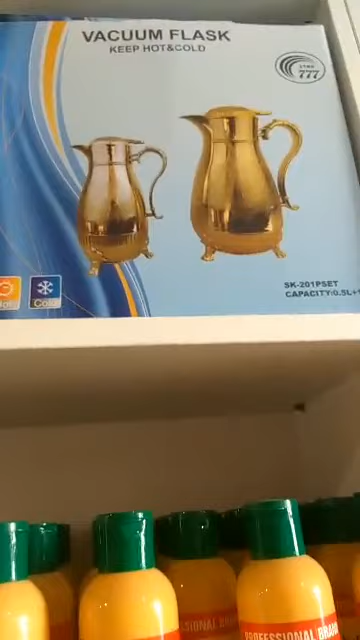 VACUUM FLASK
KEEP HOT&COLD
777
SK-201PSET
CAPACITY:0.5L+
Cold
PROFESSIONAL BRAN